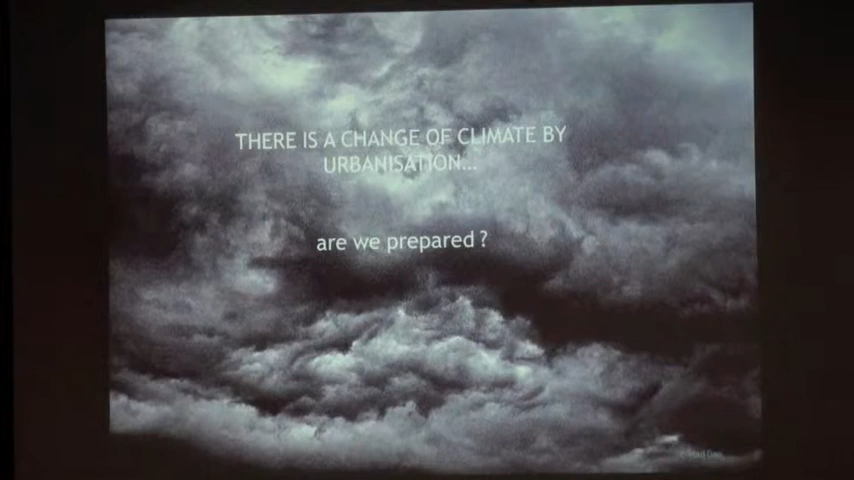 THERE IS A CHANGE OF CLIMATE BY
URBANISATION...
are we prepared ?